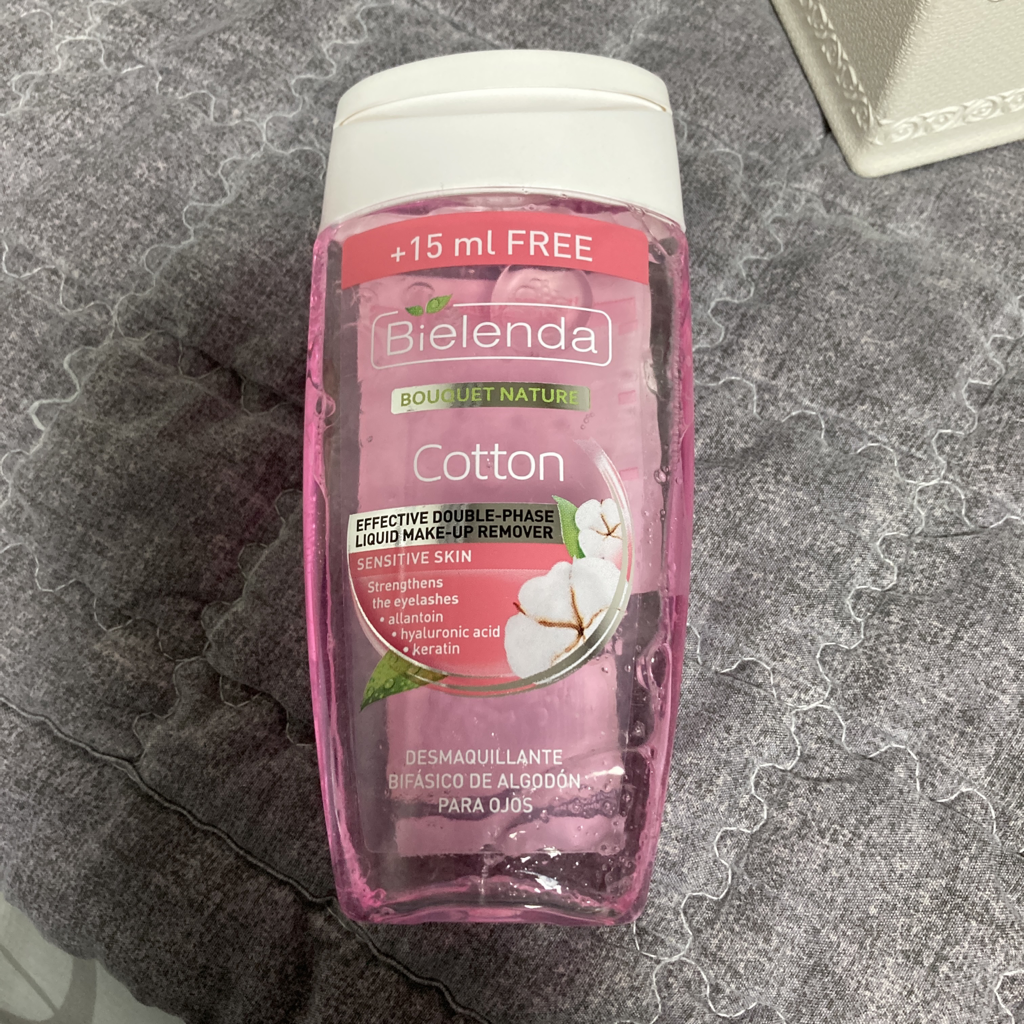 +15 ml FREE
Bielenda
BOUQUET NATURE
Cotton
EFFECTIVE DOUBLE-PHASE
LIQUID MAKE-UP REMOVER
SENSITIVE SKIN
Strengthens
the eyelashes
• allantoin
• hyaluronic acid
• keratin
DESMAQUILLANTE
BIFÁSICO DE ALGODÓN
PARA OJOS